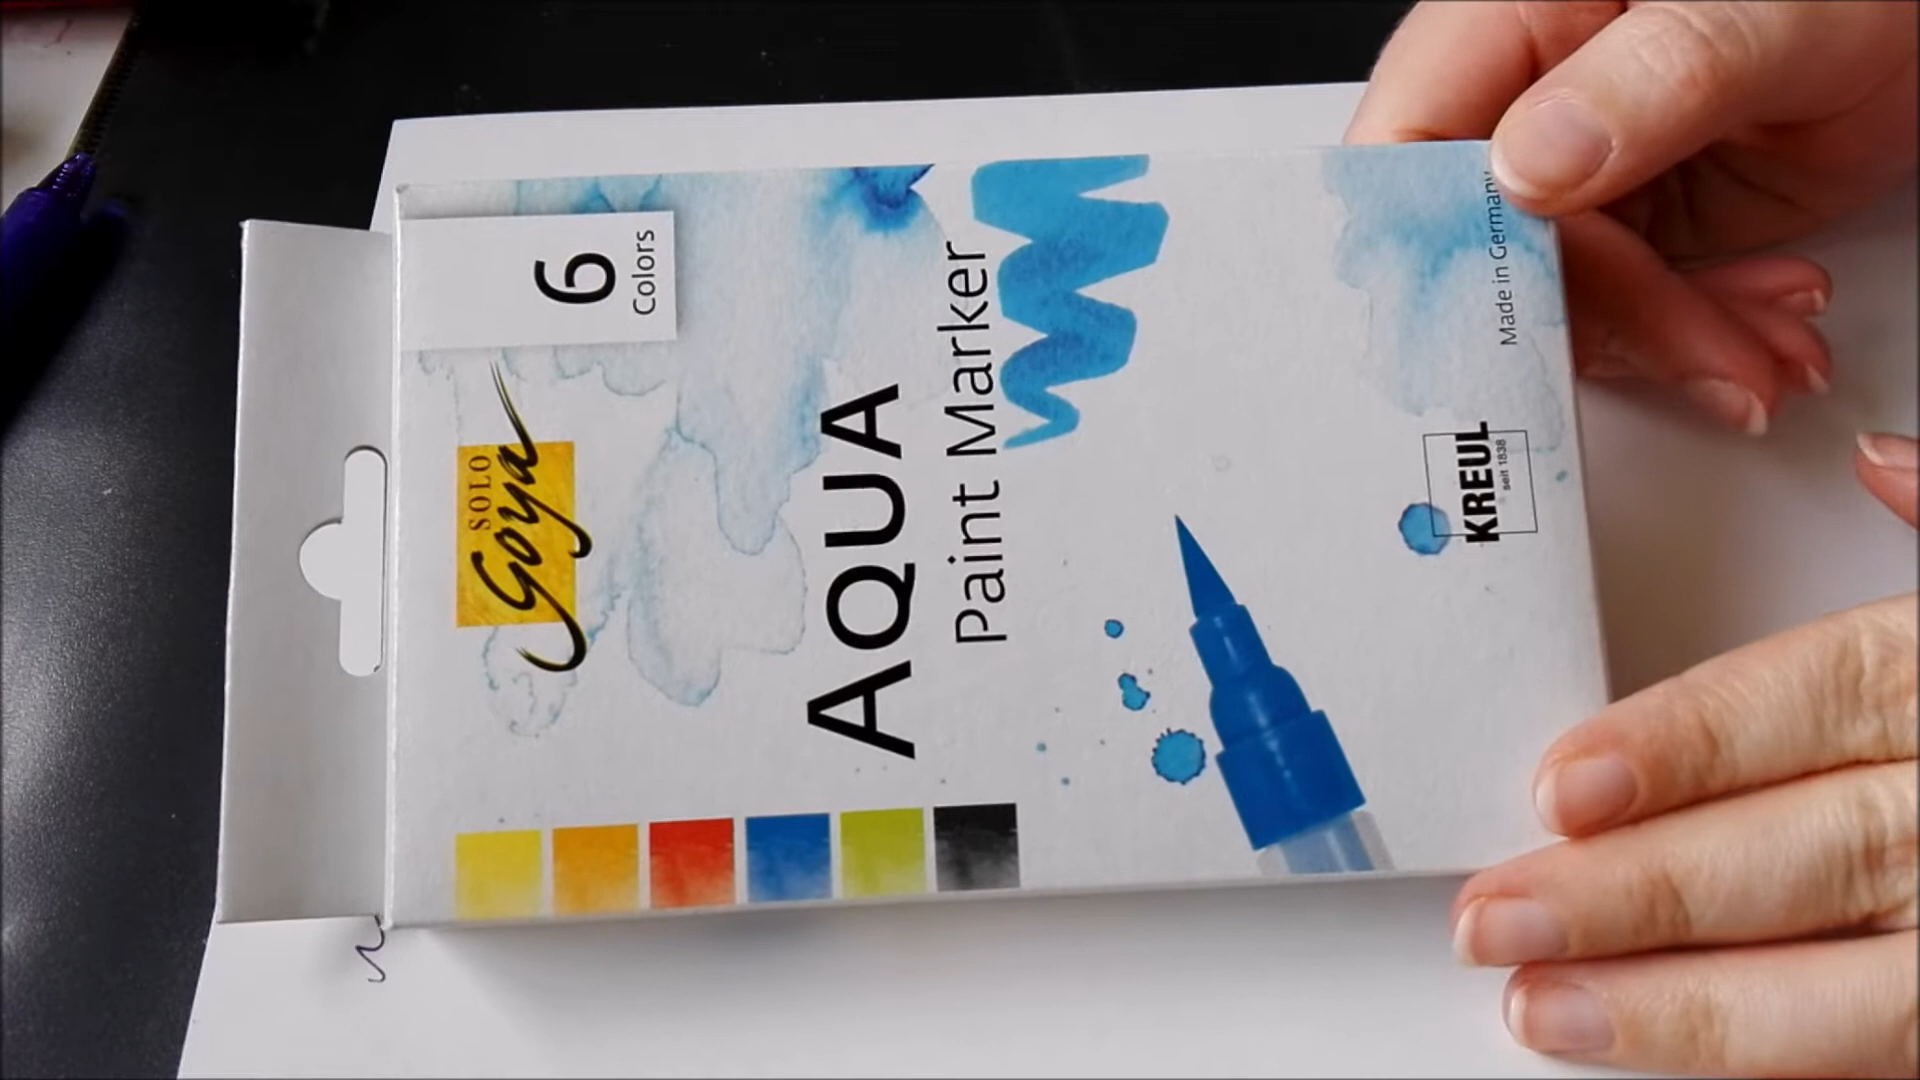 6
Colors
SOLO
Goya
AQUA
Paint Marker
KREUL
seit 1838
Made in Germany